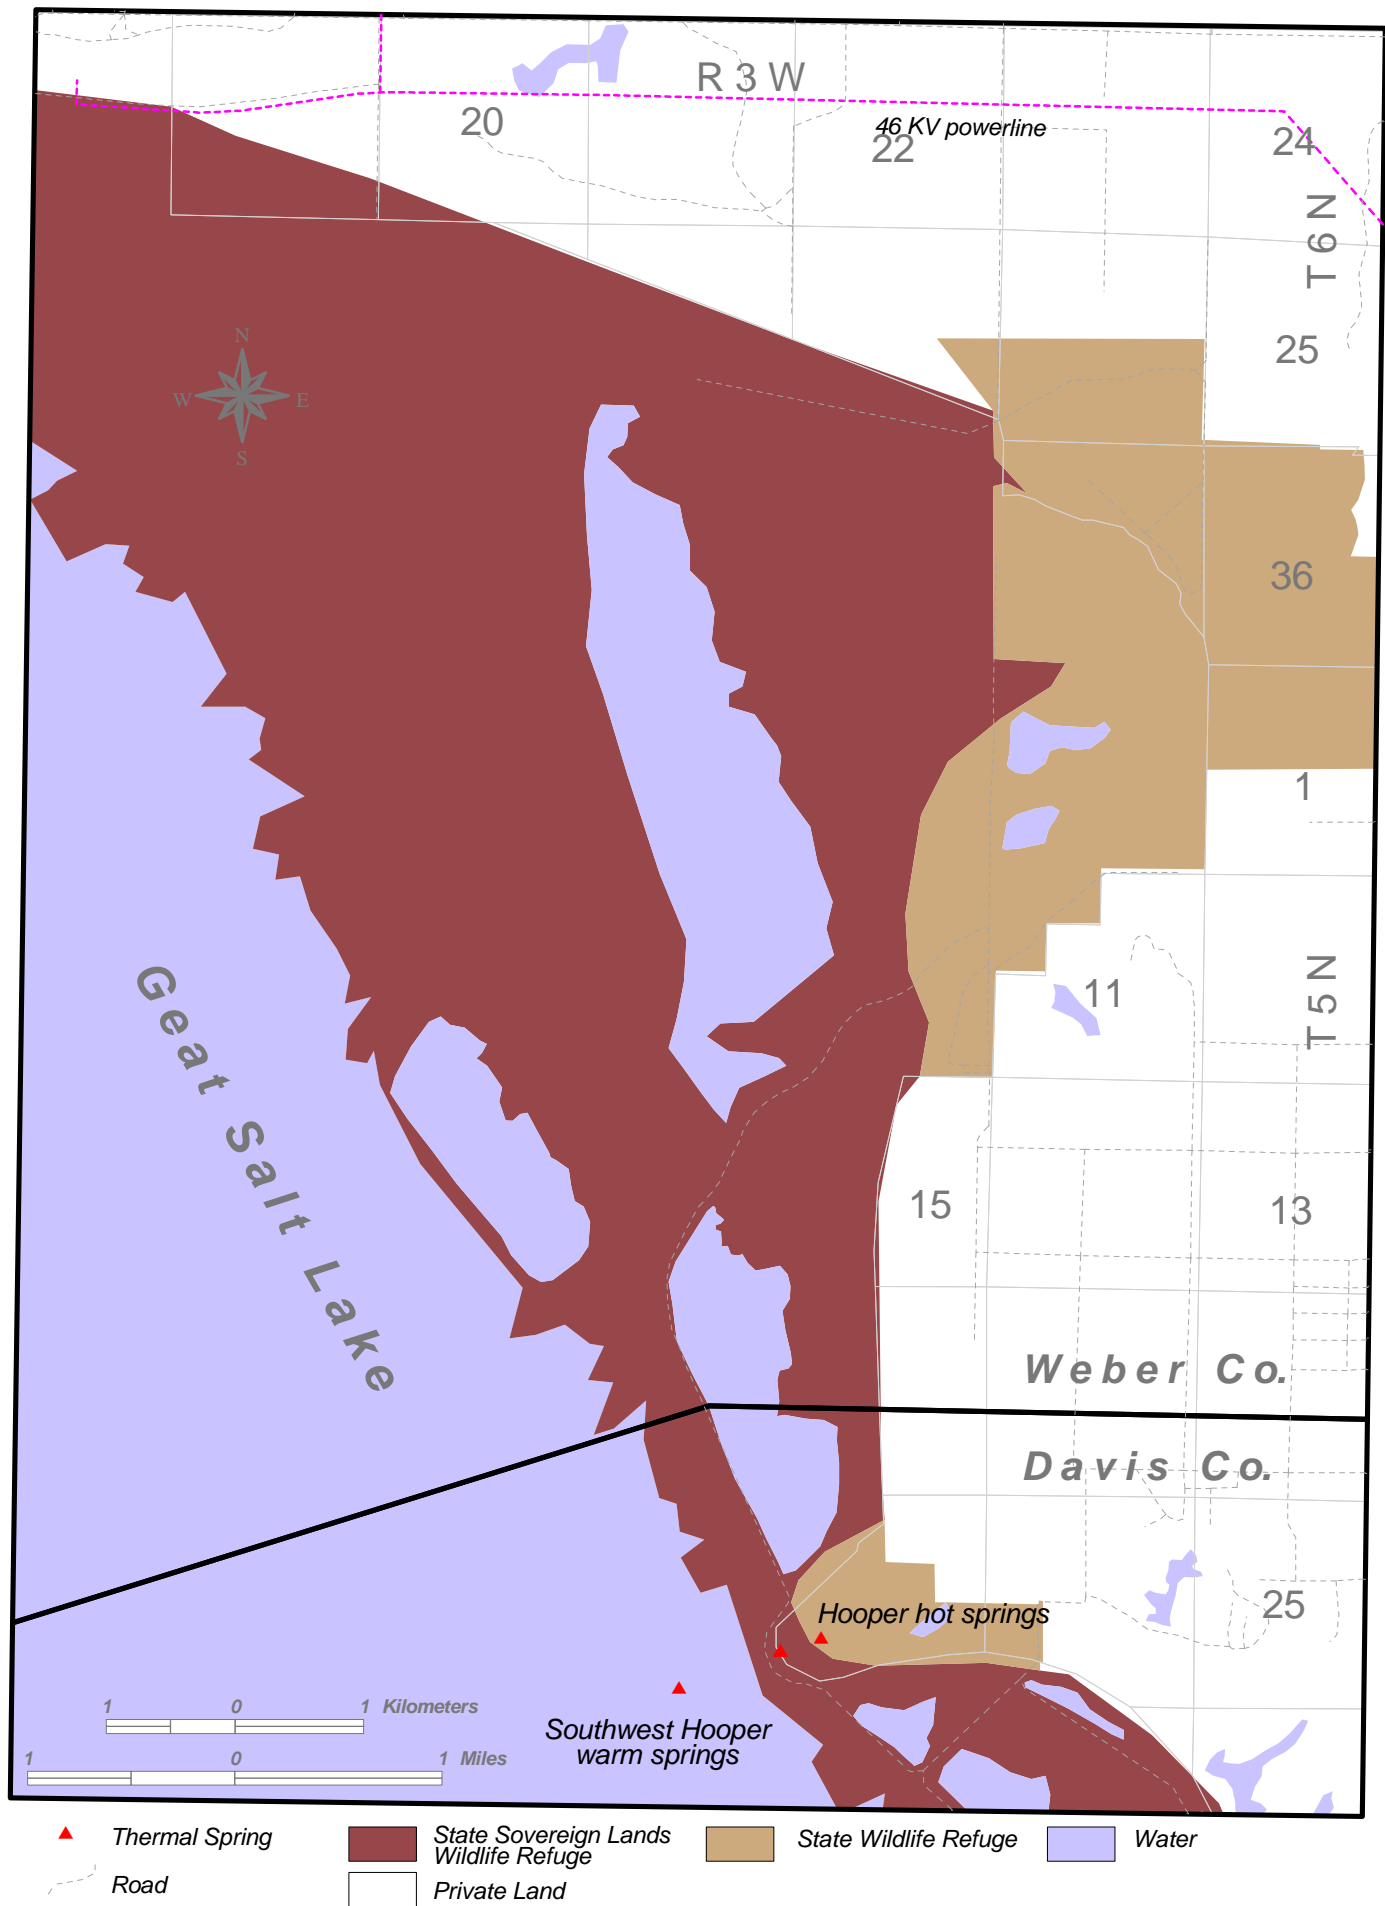 R 3 W
20
46 KV powerline
22
24
T 6 N
25
N
W
E
S
36
1
Geat Salt Lake
11
T 5 N
15
13
Weber Co.
Davis Co.
25
Hooper hot springs
Southwest Hooper
warm springs
1 0 1 Kilometers
1 0 1 Miles
Thermal Spring
State Sovereign Lands
Wildlife Refuge
State Wildlife Refuge
Water
Road
Private Land